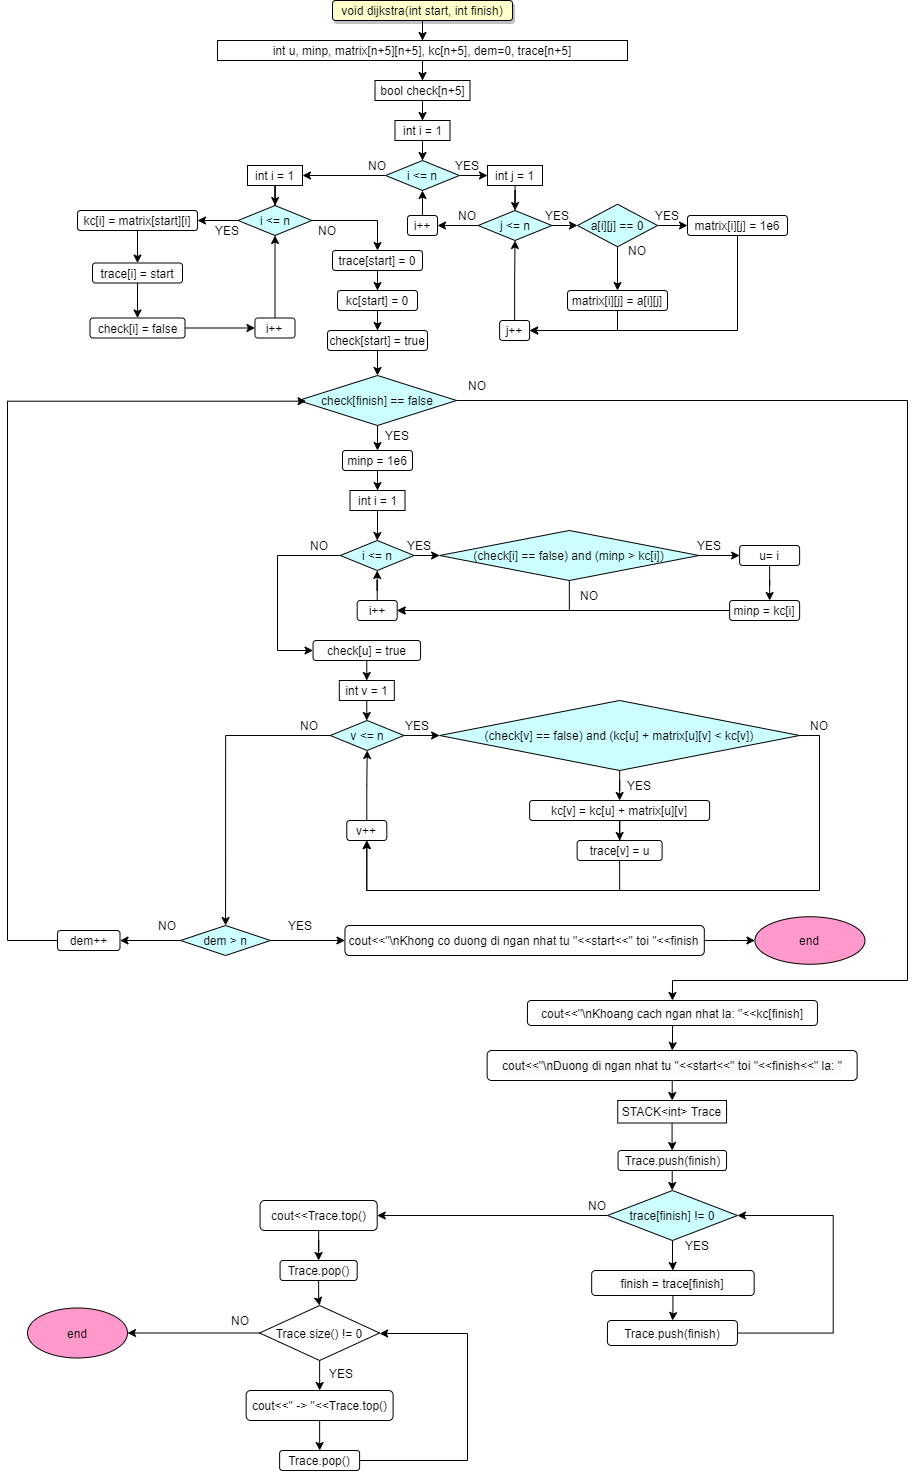 void dijkstra(int start, int finish)
int u, minp, matrix[n+5][n+5], kc[n+5], dem=0, trace[n+5]
bool check[n+5]
int i = 1
i <= n
NO
YES
int j = 1
j <= n
NO
YES
i++
a[i][j] == 0
YES
NO
matrix[i][j] = 1e6
matrix[i][j] = a[i][j]
j++
int i = 1
i <= n
YES
NO
kc[i] = matrix[start][i]
trace[i] = start
check[i] = false
i++
trace[start] = 0
kc[start] = 0
check[start] = true
check[finish] == false
NO
YES
minp = 1e6
int i = 1
i <= n
NO
YES
(check[i] == false) and (minp > kc[i])
YES
NO
u= i
minp = kc[i]
i++
check[u] = true
int v = 1
v <= n
NO
YES
(check[v] == false) and (kc[u] + matrix[u][v] < kc[v])
NO
YES
kc[v] = kc[u] + matrix[u][v]
trace[v] = u
v++
dem > n
NO
YES
dem++
cout<<"\nKhong co duong di ngan nhat tu "<<start<<" toi "<<finish
end
cout<<"\nKhoang cach ngan nhat la: "<<kc[finish]
cout<<"\nDuong di ngan nhat tu "<<start<<" toi "<<finish<<" la: "
STACK<int> Trace
Trace.push(finish)
trace[finish] != 0
NO
YES
finish = trace[finish]
Trace.push(finish)
cout<<Trace.top()
Trace.pop()
Trace.size() != 0
NO
YES
end
cout<<" -> "<<Trace.top()
Trace.pop()